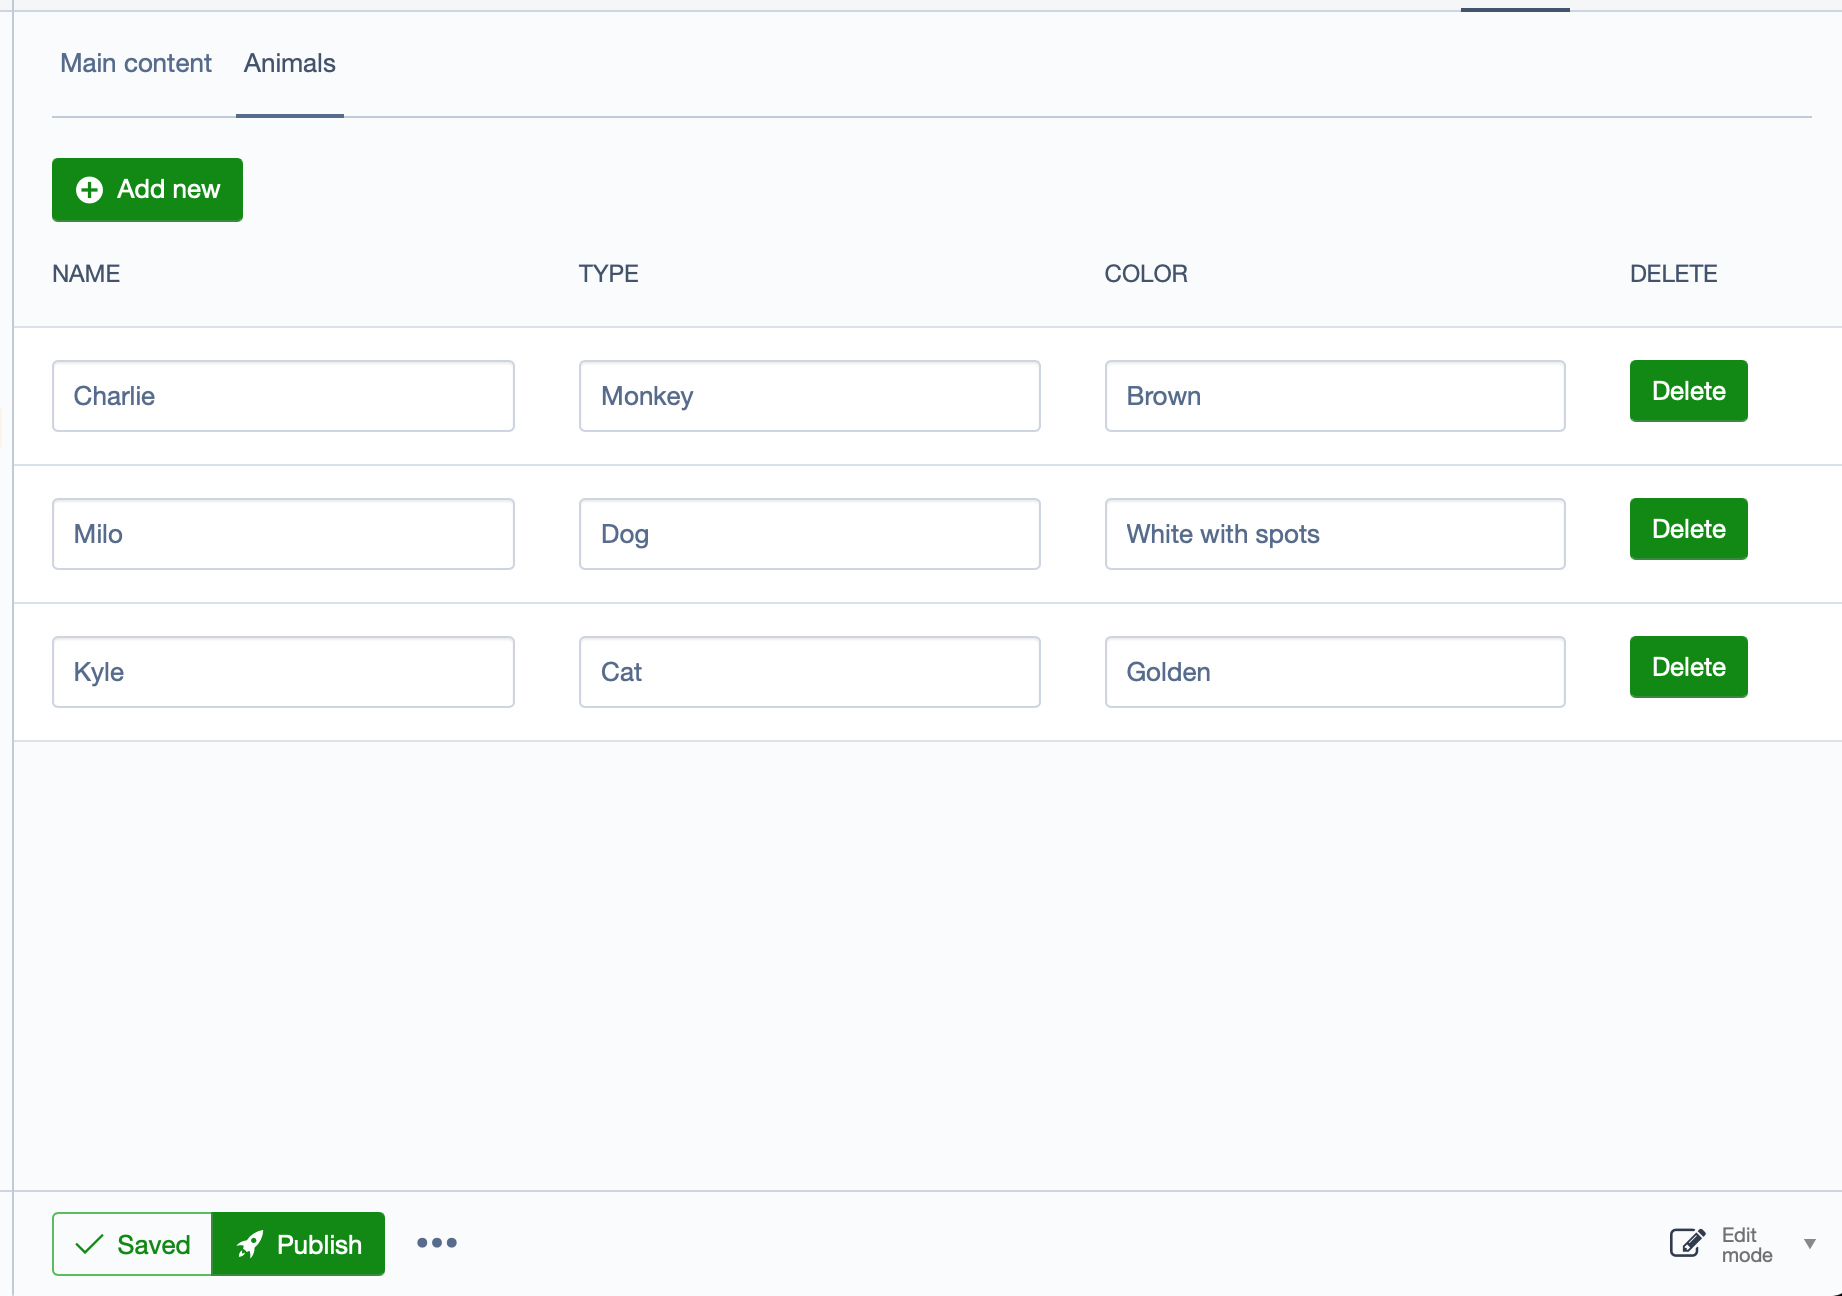 Main content Animals
Add new
NAME TYPE COLOR DELETE
Charlie Monkey Brown Delete
Milo Dog White with spots Delete
Kyle Cat Golden Delete
Saved Publish Edit
mode